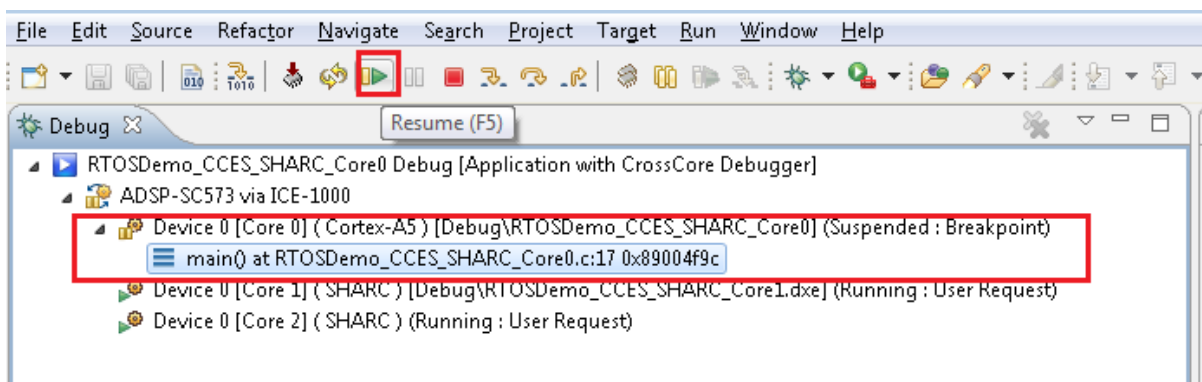 File Edit Source Refactor Navigate Search Project Target Run Window Help
010 1010
Debug
Resume (F5)
RTOSDemo_CCES_SHARC_Core0 Debug [Application with CrossCore Debugger]
ADSP-SC573 via ICE-1000
Device 0 [Core 0] ( Cortex-A5 ) [Debug\RTOSDemo_CCES_SHARC_Core0] (Suspended : Breakpoint)
main() at RTOSDemo_CCES_SHARC_Core0.c:17 0x89004f9c
Device 0 [Core 1] ( SHARC ) [Debug\RTOSDemo_CCES_SHARC_Core1.dxe] (Running : User Request)
Device 0 [Core 2] ( SHARC ) (Running : User Request)